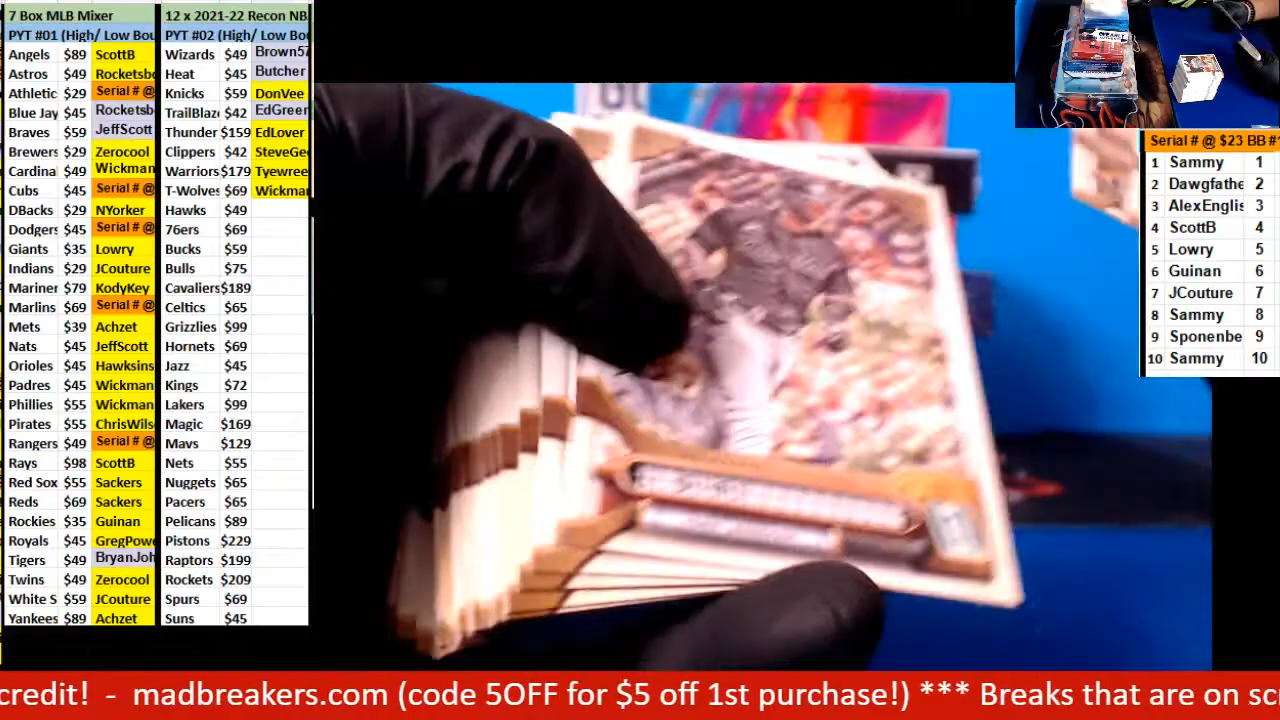 7 Box MLB Mixer
PYT #01 (High/ Low Bou
Angels $89 ScottB
Astros $49 Rocketsbo
Athletic $29 Serial # @
Blue Jay $45 Rocketsb
Braves $59 JeffScott
Brewers $29 Zerocool
Cardina $49 Wickman
Cubs $45 Serial # @
DBacks $29 NYorker
Dodgers $45 Serial # @
Giants $35 Lowry
Indians $29 JCouture
Mariner $79 KodyKey
Marlins $69 Serial # @
Mets $39 Achzet
Nats $45 JeffScott
Orioles $45 Hawksins
Padres $45 Wickman
Phillies $55 Wickman
Pirates $55 ChrisWils
Rangers $49 Serial # @
Rays $98 ScottB
Red Sox $55 Sackers
Reds $69 Sackers
Rockies $35 Guinan
Royals $45 GregPow
Tigers $49 BryanJoh
Twins $49 Zerocool
White S $59 JCouture
Yankees $89 Achzet
12 x 2021-22 Recon NB
PYT #02 (High/ Low Bou
Wizards $49 Brown57
Heat $45 Butcher
Knicks $59 DonVee
TrailBlaz $42 EdGreer
Thunder $159 EdLover
Clippers $42 SteveGe
Warriors $179 Tyewree
T-Wolves $69 Wickma
Hawks $49
76ers $69
Bucks $59
Bulls $75
Cavaliers $189
Celtics $65
Grizzlies $99
Hornets $69
Jazz $45
Kings $72
Lakers $99
Magic $169
Mavs $129
Nets $55
Nuggets $65
Pacers $65
Pelicans $89
Pistons $229
Raptors $199
Rockets $209
Spurs $69
Suns $45
Serial # @ $23 BB #
1 Sammy 1
2 Dawgfathe 2
3 AlexEnglis 3
4 ScottB 4
5 Lowry 5
6 Guinan 6
7 JCouture 7
8 Sammy 8
9 Sponenbe 9
10 Sammy 10
credit! - madbreakers.com (code 5OFF for $5 off 1st purchase!) *** Breaks that are on scr